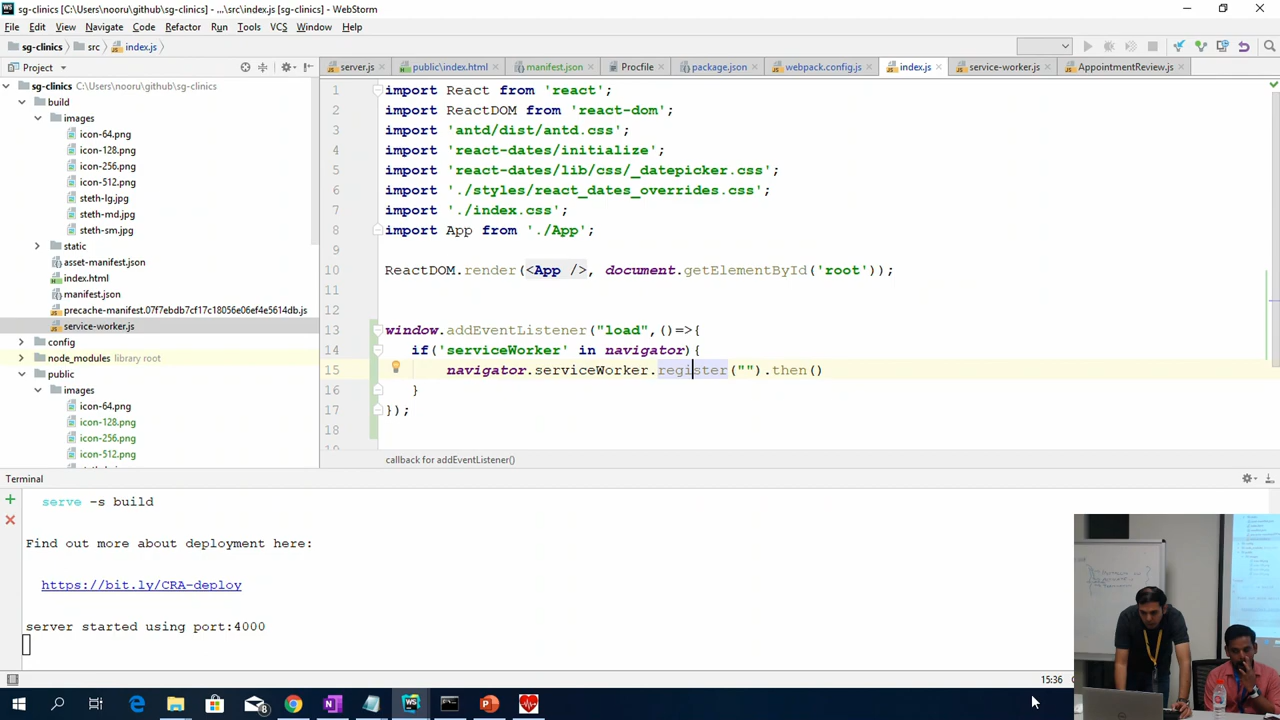 sg-clinics [C:\Users\nooru\github\sg-clinics] - ...\src\index.js [sg-clinics] - WebStorm
File Edit View Navigate Code Refactor Run Tools VCS Window Help
sg-clinics src index.js
Project
server.js public\index.html manifest.json Procfile package.json webpack.config.js index.js service-worker.js AppointmentReview.js
sg-clinics C:\Users\nooru\github\sg-clinics
build
images
icon-64.png
icon-128.png
icon-256.png
icon-512.png
steth-lg.jpg
steth-md.jpg
steth-sm.jpg
static
asset-manifest.json
index.html
manifest.json
precache-manifest.07f7ebdb7cf17c18056e06ef4e5614db.js
service-worker.js
config
node_modules library root
public
images
icon-64.png
icon-128.png
icon-256.png
icon-512.png
1 import React from 'react';
2 import ReactDOM from 'react-dom';
3 import 'antd/dist/antd.css';
4 import 'react-dates/initialize';
5 import 'react-dates/lib/css/_datepicker.css';
6 import './styles/react_dates_overrides.css';
7 import './index.css';
8 import App from './App';
9
10 ReactDOM.render(<App />, document.getElementById('root'));
11
12
13 window.addEventListener("load",()=>{
14 if('serviceWorker' in navigator){
15 navigator.serviceWorker.register("").then()
16 }
17 });
18
19
callback for addEventListener()
Terminal
serve -s build
Find out more about deployment here:
https://bit.ly/CRA-deploy
server started using port:4000
15:36